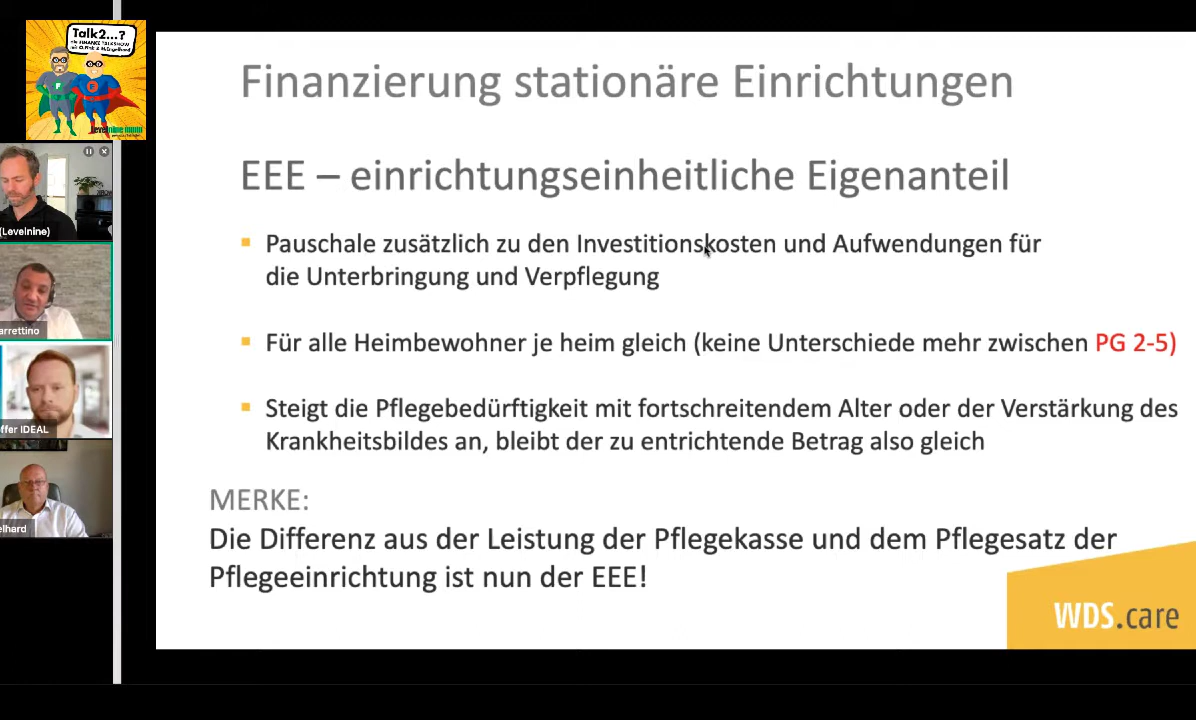 Talk2...?
Finanzierung stationäre Einrichtungen
EEE – einrichtungseinheitliche Eigenanteil
Pauschale zusätzlich zu den Investitionskosten und Aufwendungen für
die Unterbringung und Verpflegung
Für alle Heimbewohner je heim gleich (keine Unterschiede mehr zwischen PG 2-5)
Steigt die Pflegebedürftigkeit mit fortschreitendem Alter oder der Verstärkung des
Krankheitsbildes an, bleibt der zu entrichtende Betrag also gleich
MERKE:
Die Differenz aus der Leistung der Pflegekasse und dem Pflegesatz der
Pflegeeinrichtung ist nun der EEE!
WDS.care
F
E
(Levelnine)
arrettino
offer IDEAL
elhard